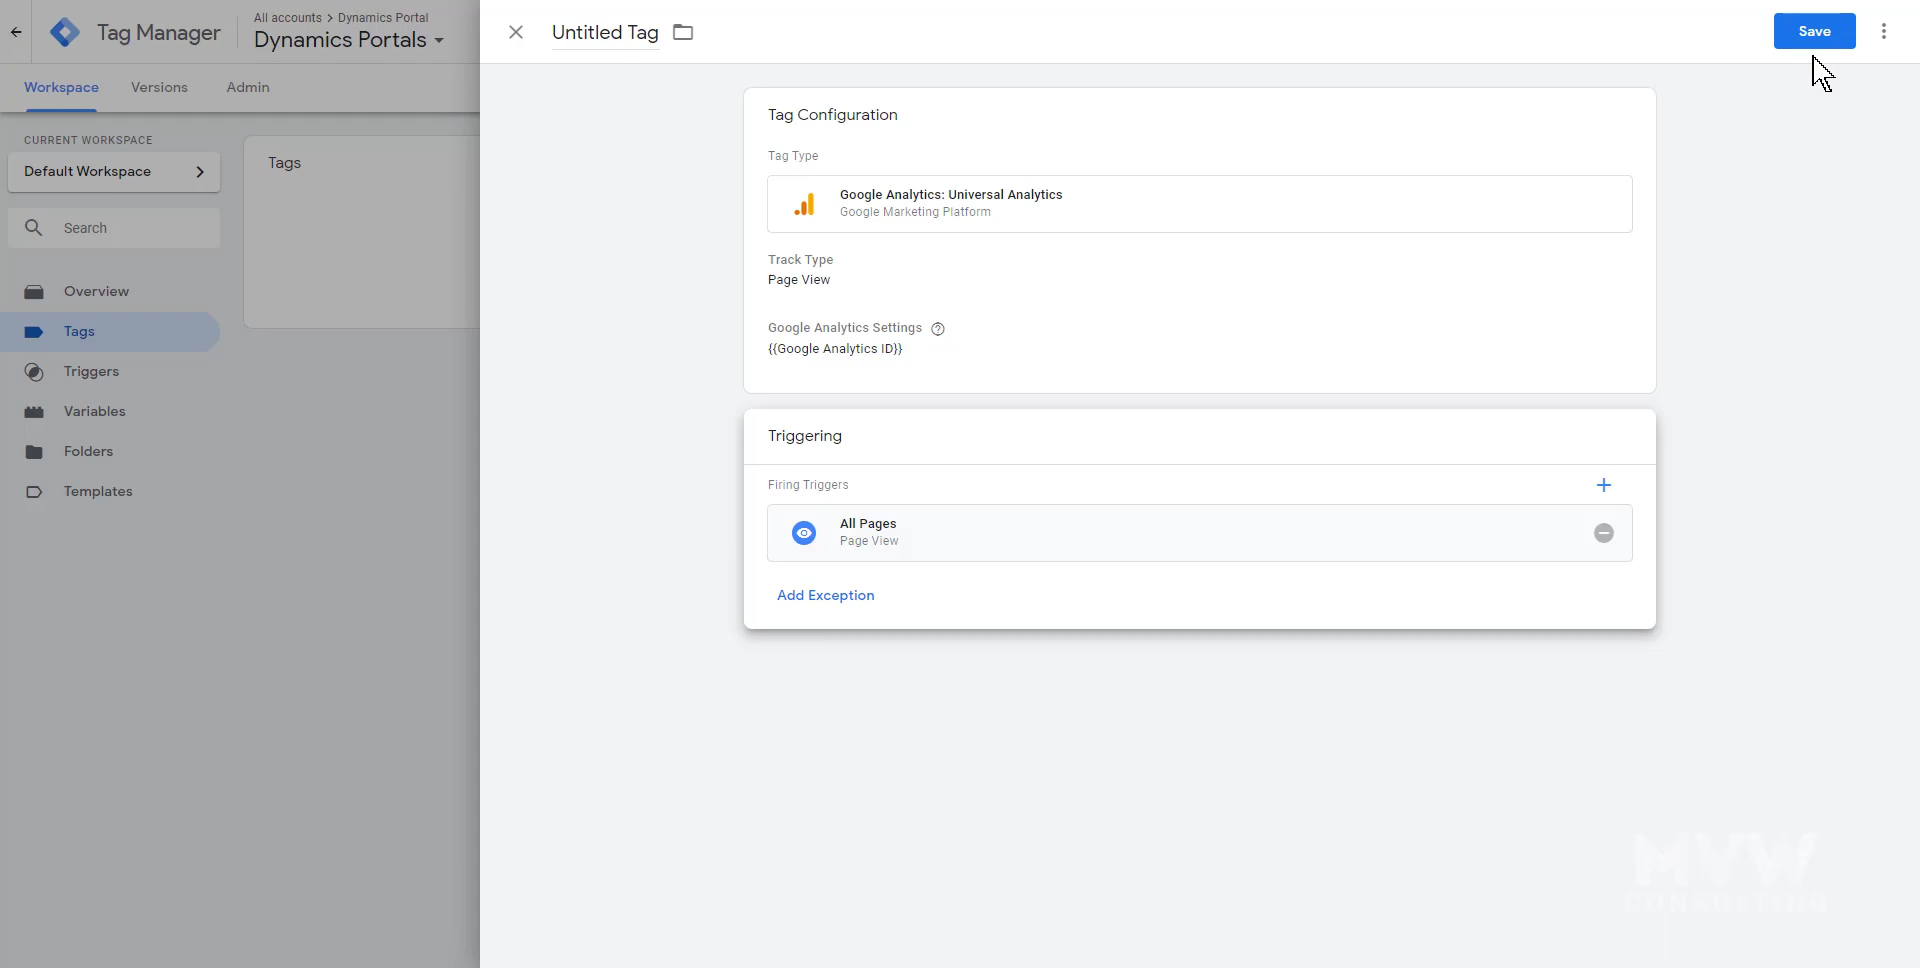 Tag Manager
All accounts > Dynamics Portal
Dynamics Portals
Untitled Tag
Save
Workspace
Versions
Admin
CURRENT WORKSPACE
Default Workspace
Search
Overview
Tags
Triggers
Variables
Folders
Templates
Tags
Tag Configuration
Tag Type
Google Analytics: Universal Analytics
Google Marketing Platform
Track Type
Page View
Google Analytics Settings
{{Google Analytics ID}}
Triggering
Firing Triggers
All Pages
Page View
Add Exception
MVW
CONSULTING